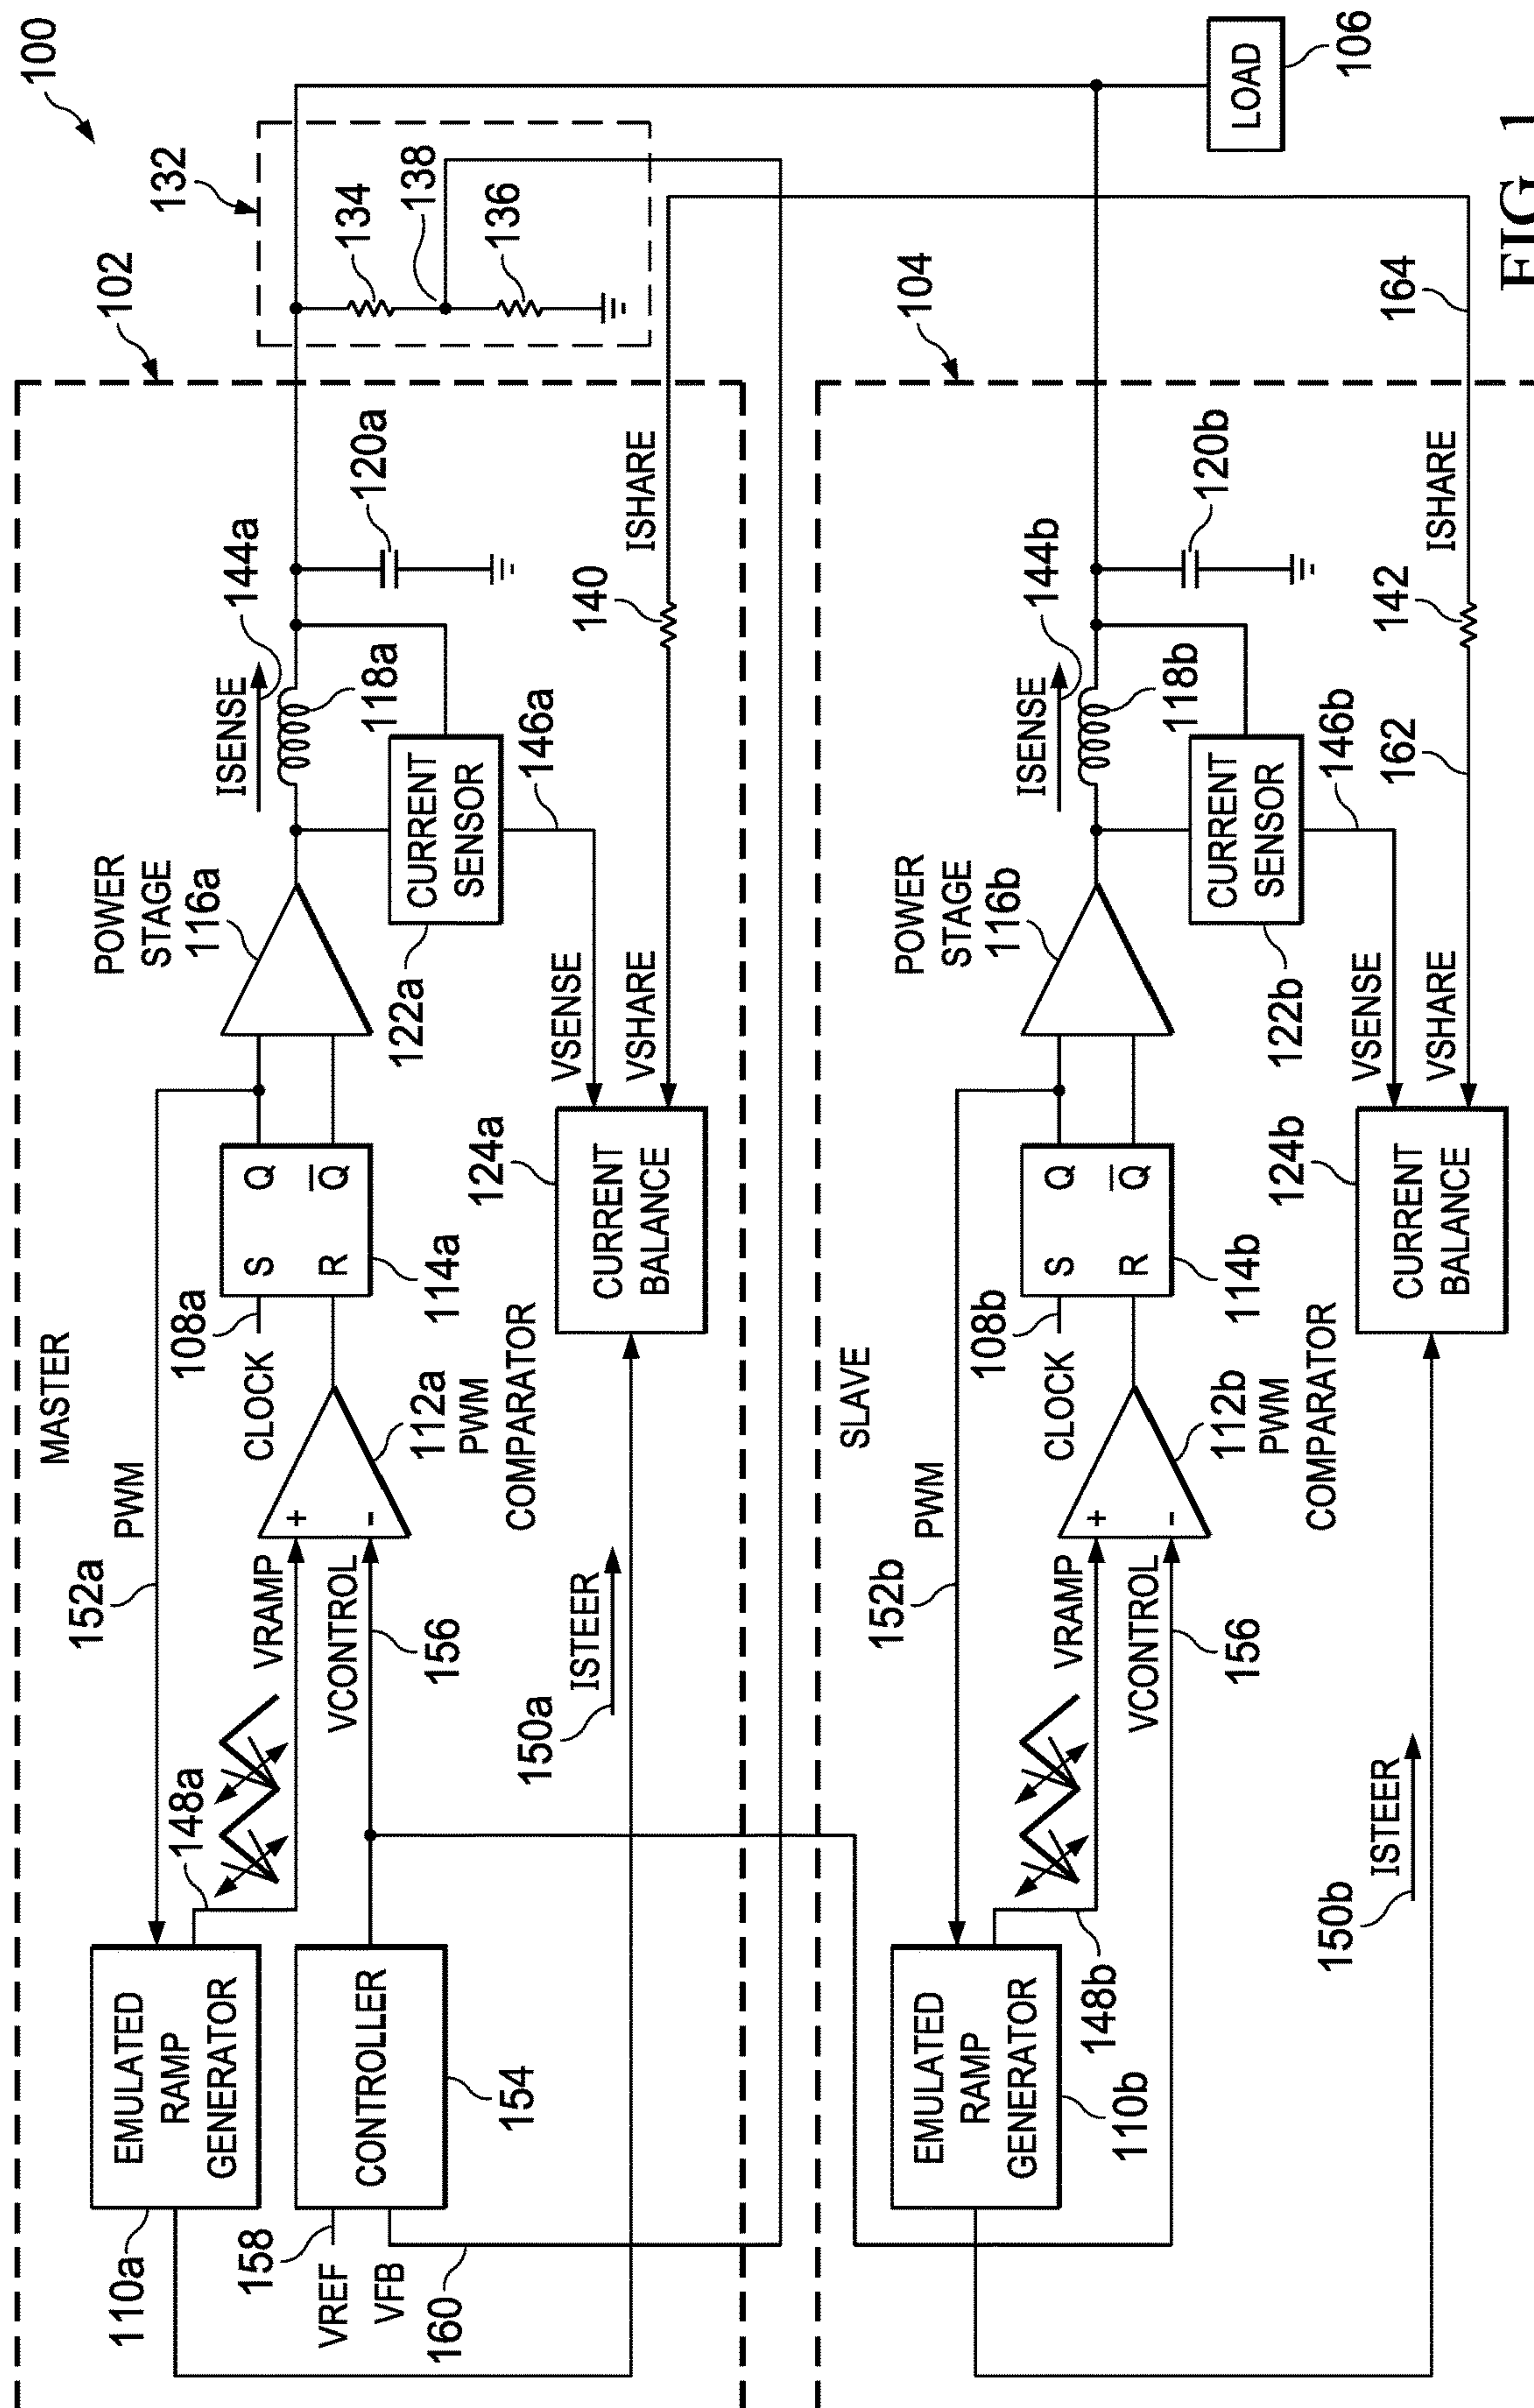 100
132
102
134
138
136
LOAD
106
MASTER
PWM
152a
EMULATED
RAMP
GENERATOR
110a
148a
VRAMP
+
-
VCONTROL
156
CLOCK
108a
S
Q
R
Q
114a
112a
PWM
COMPARATOR
POWER
STAGE
116a
ISENSE
144a
118a
120a
CURRENT
SENSOR
122a
146a
VSENSE
VSHARE
140
ISHARE
CONTROLLER
154
158
VREF
VFB
160
ISTEER
150a
124a
CURRENT
BALANCE
104
SLAVE
PWM
152b
EMULATED
RAMP
GENERATOR
110b
148b
VRAMP
+
-
VCONTROL
156
CLOCK
108b
S
Q
R
Q
114b
112b
PWM
COMPARATOR
POWER
STAGE
116b
ISENSE
144b
118b
120b
CURRENT
SENSOR
122b
146b
VSENSE
VSHARE
162
142
ISHARE
164
ISTEER
150b
124b
CURRENT
BALANCE
FIG. 1